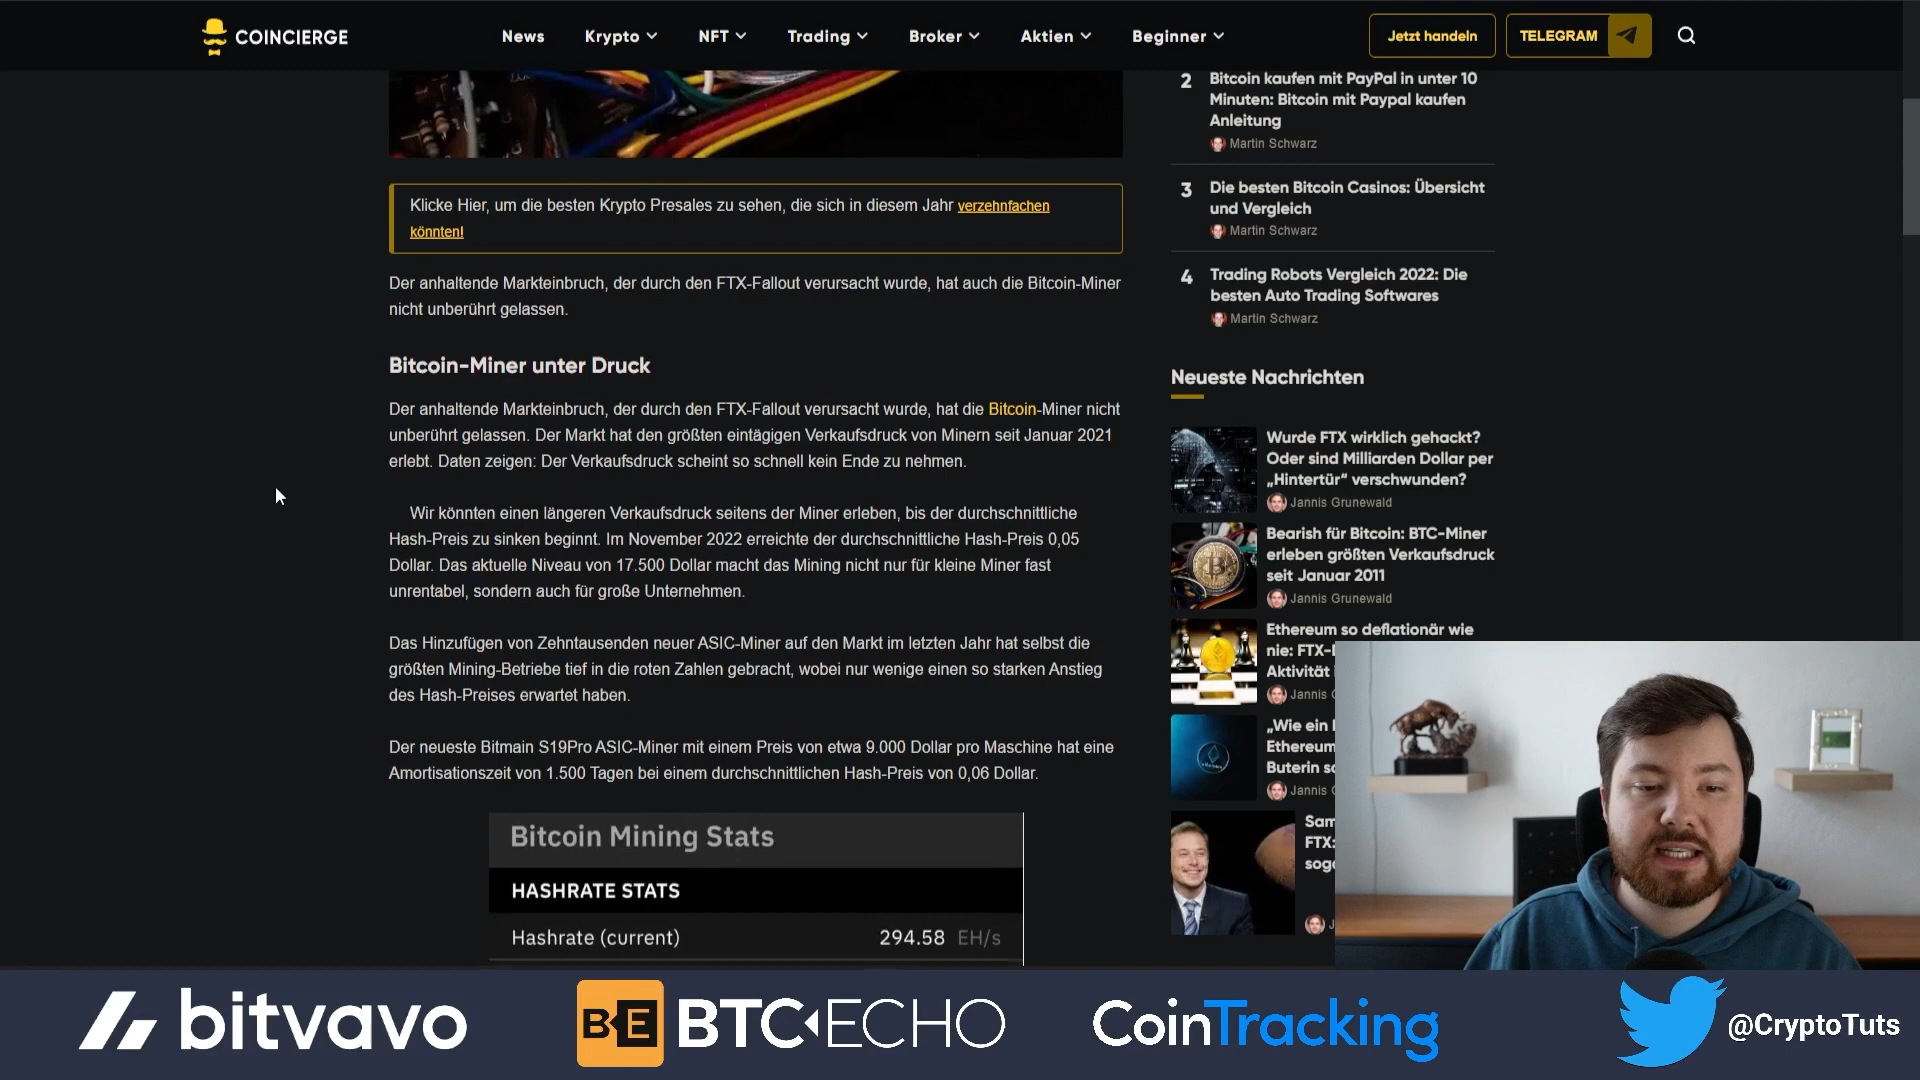 COINCIERGE
News
Krypto
NFT
Trading
Broker
Aktien
Beginner
Jetzt handeln
TELEGRAM
Klicke Hier, um die besten Krypto Presales zu sehen, die sich in diesem Jahr verzehnfachen
könnten!
Der anhaltende Markteinbruch, der durch den FTX-Fallout verursacht wurde, hat auch die Bitcoin-Miner
nicht unberührt gelassen.
Bitcoin-Miner unter Druck
Der anhaltende Markteinbruch, der durch den FTX-Fallout verursacht wurde, hat die Bitcoin-Miner nicht
unberührt gelassen. Der Markt hat den größten eintägigen Verkaufsdruck von Minern seit Januar 2021
erlebt. Daten zeigen: Der Verkaufsdruck scheint so schnell kein Ende zu nehmen.
Wir könnten einen längeren Verkaufsdruck seitens der Miner erleben, bis der durchschnittliche
Hash-Preis zu sinken beginnt. Im November 2022 erreichte der durchschnittliche Hash-Preis 0,05
Dollar. Das aktuelle Niveau von 17.500 Dollar macht das Mining nicht nur für kleine Miner fast
unrentabel, sondern auch für große Unternehmen.
Das Hinzufügen von Zehntausenden neuer ASIC-Miner auf den Markt im letzten Jahr hat selbst die
größten Mining-Betriebe tief in die roten Zahlen gebracht, wobei nur wenige einen so starken Anstieg
des Hash-Preises erwartet haben.
Der neueste Bitmain S19Pro ASIC-Miner mit einem Preis von etwa 9.000 Dollar pro Maschine hat eine
Amortisationszeit von 1.500 Tagen bei einem durchschnittlichen Hash-Preis von 0,06 Dollar.
Bitcoin Mining Stats
HASHRATE STATS
Hashrate (current) 294.58 EH/s
2 Bitcoin kaufen mit PayPal in unter 10
Minuten: Bitcoin mit Paypal kaufen
Anleitung
Martin Schwarz
3 Die besten Bitcoin Casinos: Übersicht
und Vergleich
Martin Schwarz
4 Trading Robots Vergleich 2022: Die
besten Auto Trading Softwares
Martin Schwarz
Neueste Nachrichten
Wurde FTX wirklich gehackt?
Oder sind Milliarden Dollar per
„Hintertür“ verschwunden?
Jannis Grunewald
Bearish für Bitcoin: BTC-Miner
erleben größten Verkaufsdruck
seit Januar 2011
Jannis Grunewald
Ethereum so deflationär wie
nie: FTX-
Aktivität
Jannis
„Wie ein
Ethereum
Buterin
Jannis
Sam
FTX:
bitvavo
BE BTC-ECHO
CoinTracking
@CryptoTuts